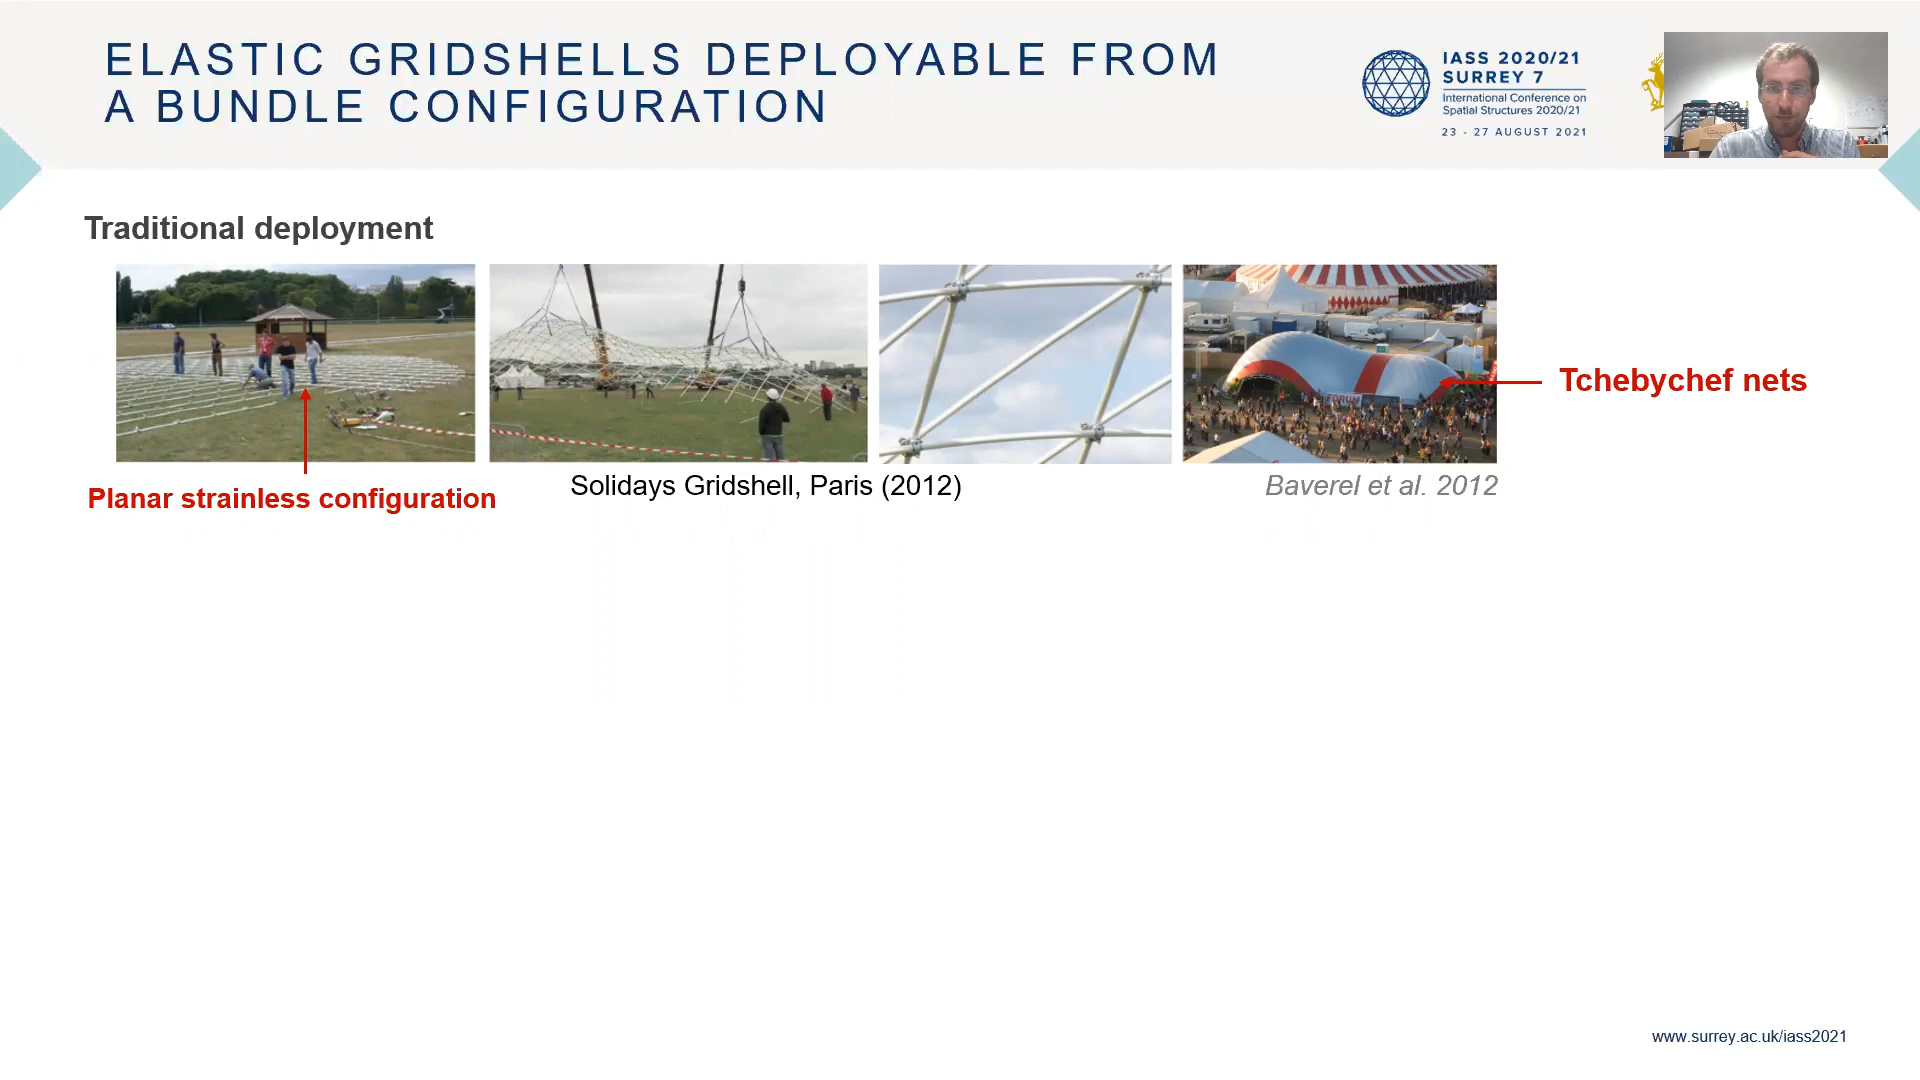 ELASTIC GRIDSHELLS DEPLOYABLE FROM
A BUNDLE CONFIGURATION
IASS 2020/21
SURREY 7
International Conference on
Spatial Structures 2020/21
23 - 27 AUGUST 2021
Traditional deployment
FORUM
Tchebychef nets
Planar strainless configuration
Solidays Gridshell, Paris (2012)
Baverel et al. 2012
www.surrey.ac.uk/iass2021